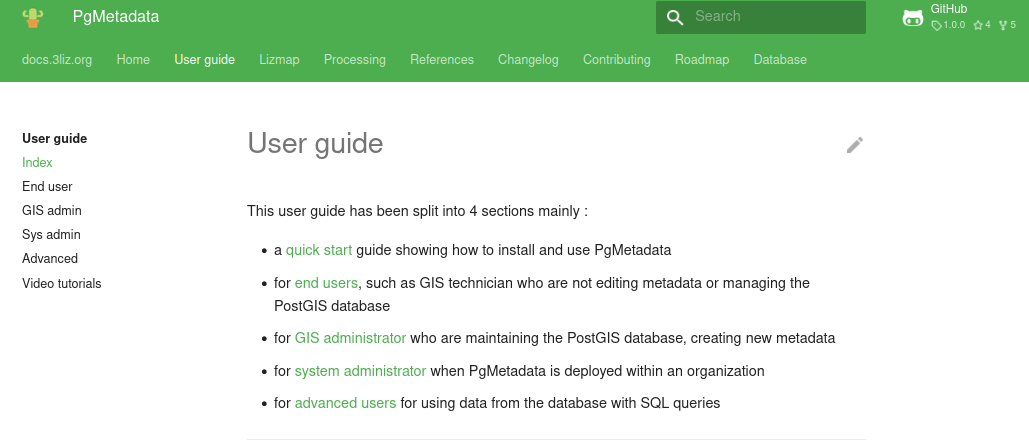 PgMetadata
Search
GitHub
1.0.0 4 5
docs.3liz.org Home User guide Lizmap Processing References Changelog Contributing Roadmap Database
User guide
Index
End user
GIS admin
Sys admin
Advanced
Video tutorials
User guide
This user guide has been split into 4 sections mainly :
• a quick start guide showing how to install and use PgMetadata
• for end users, such as GIS technician who are not editing metadata or managing the
PostGIS database
• for GIS administrator who are maintaining the PostGIS database, creating new metadata
• for system administrator when PgMetadata is deployed within an organization
• for advanced users for using data from the database with SQL queries